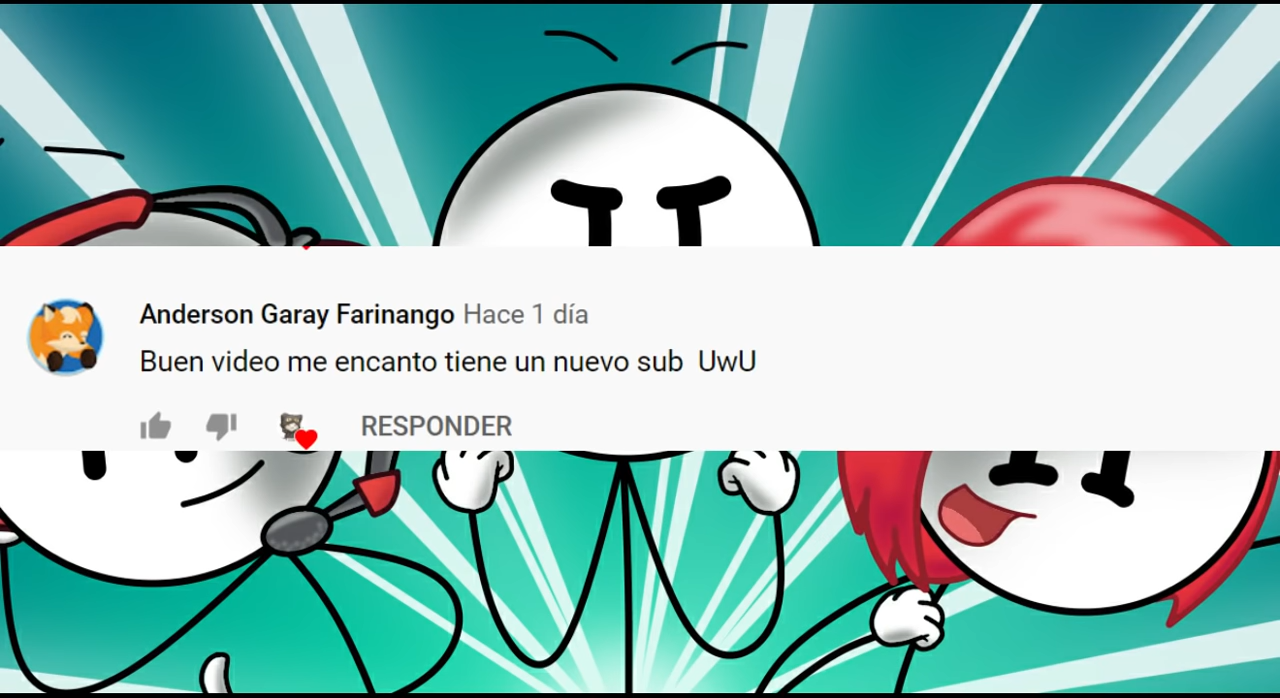 Anderson Garay Farinango Hace 1 día
Buen video me encanto tiene un nuevo sub UwU
RESPONDER